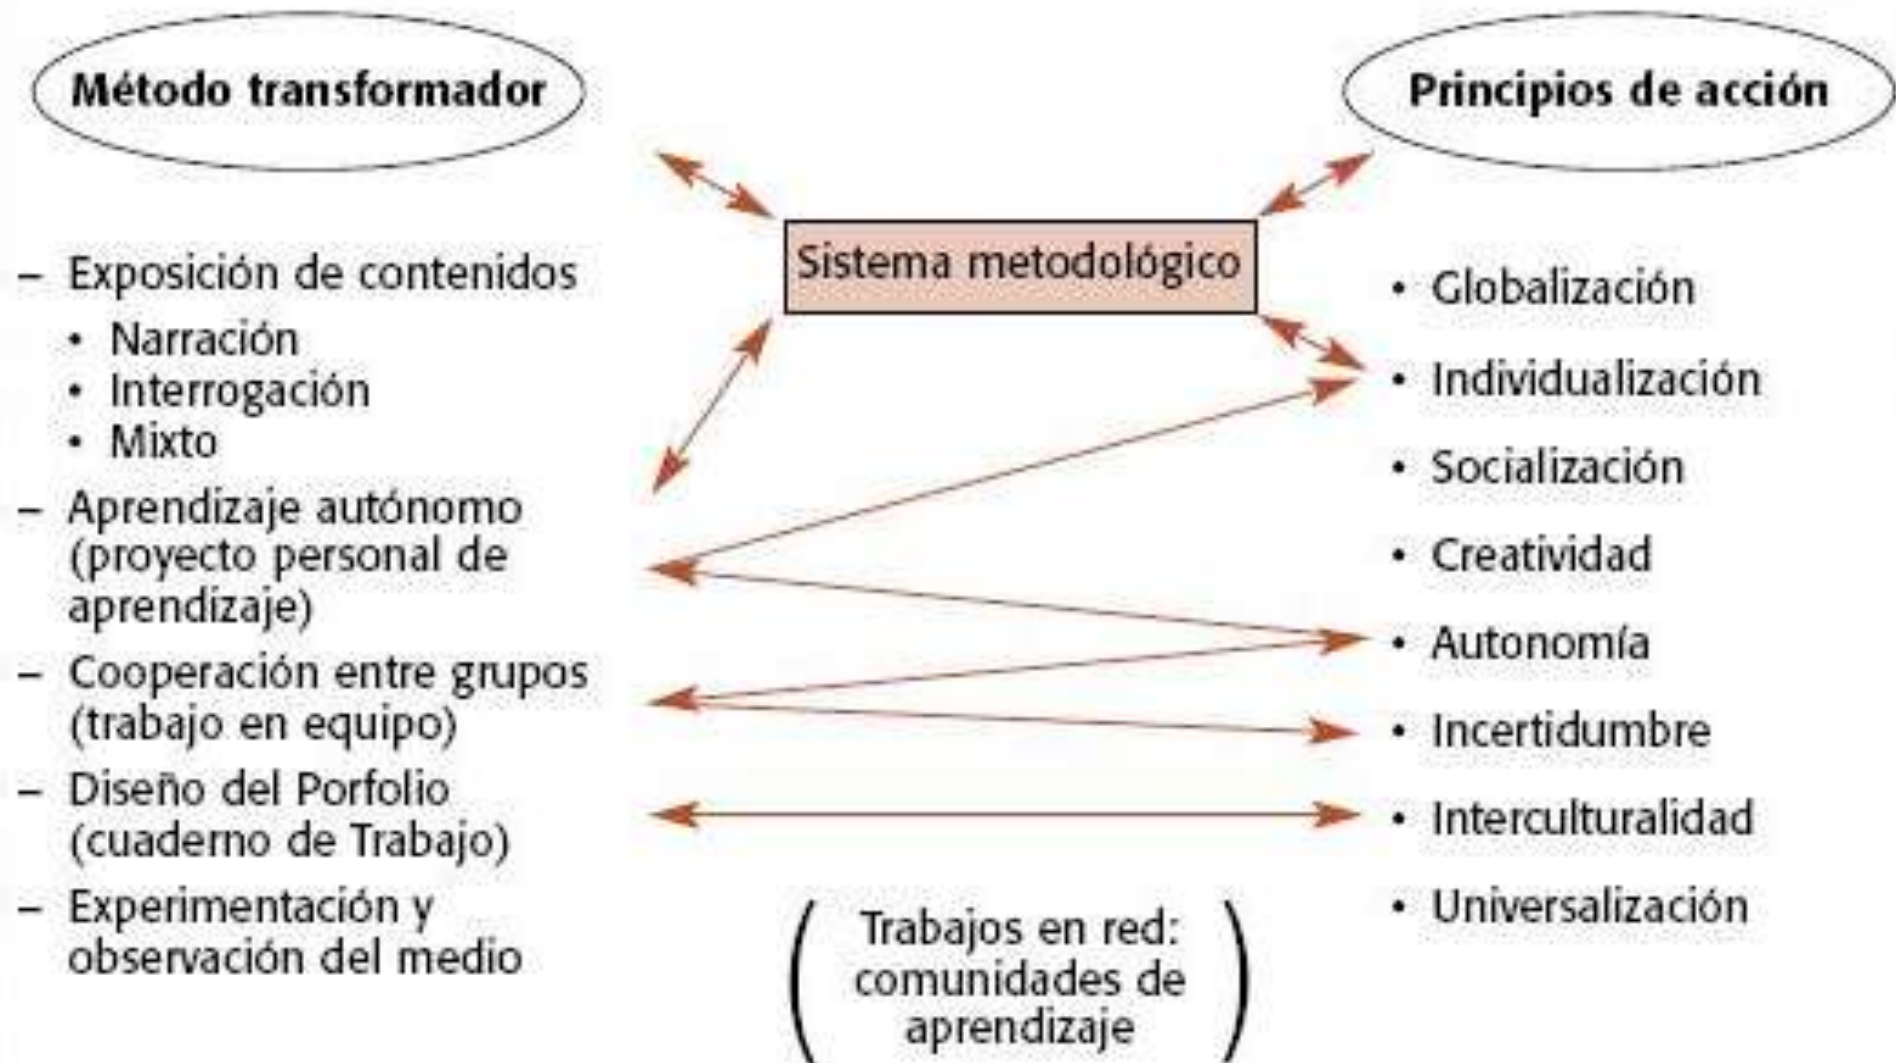 Método transformador
Principios de acción
Sistema metodológico
– Exposición de contenidos
• Narración
• Interrogación
• Mixto
– Aprendizaje autónomo
(proyecto personal de
aprendizaje)
– Cooperación entre grupos
(trabajo en equipo)
– Diseño del Porfolio
(cuaderno de Trabajo)
– Experimentación y
observación del medio
• Globalización
• Individualización
• Socialización
• Creatividad
• Autonomía
• Incertidumbre
• Interculturalidad
• Universalización
Trabajos en red:
comunidades de
aprendizaje